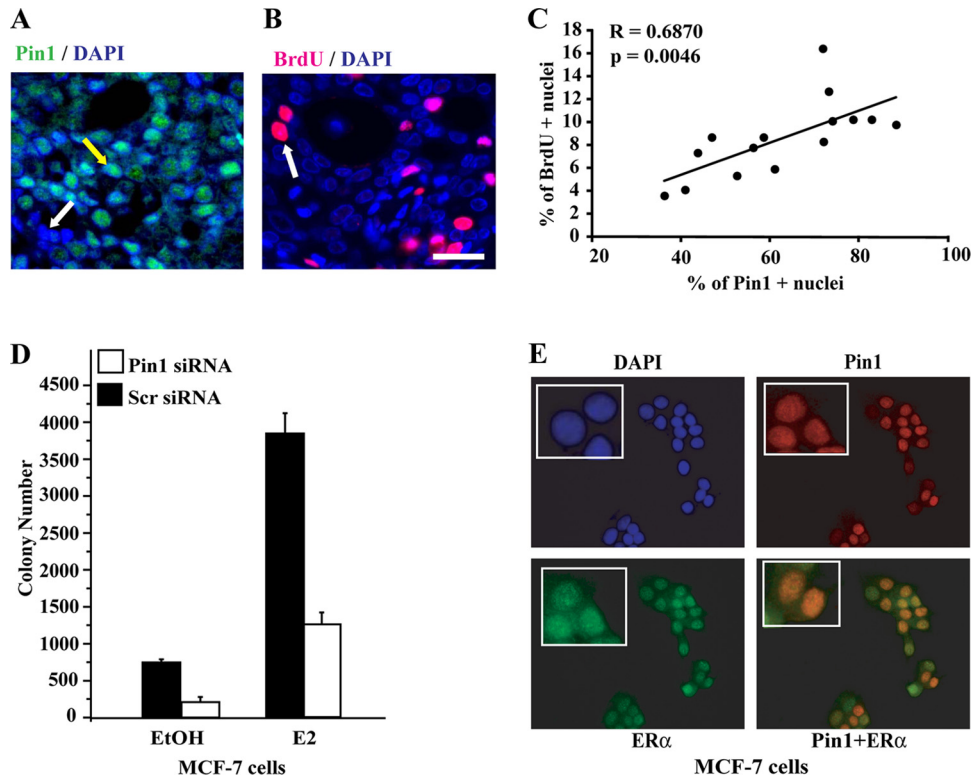 A
Pin1 / DAPI
B
BrdU / DAPI
C
R = 0.6870
p = 0.0046
% of BrdU + nuclei
18
16
14
12
10
8
6
4
2
0
20
40
60
80
100
% of Pin1 + nuclei
D
Pin1 siRNA
Scr siRNA
Colony Number
4500
4000
3500
3000
2500
2000
1500
1000
500
0
EtOH
E2
MCF-7 cells
E
DAPI
Pin1
ERα
Pin1+ERα
MCF-7 cells